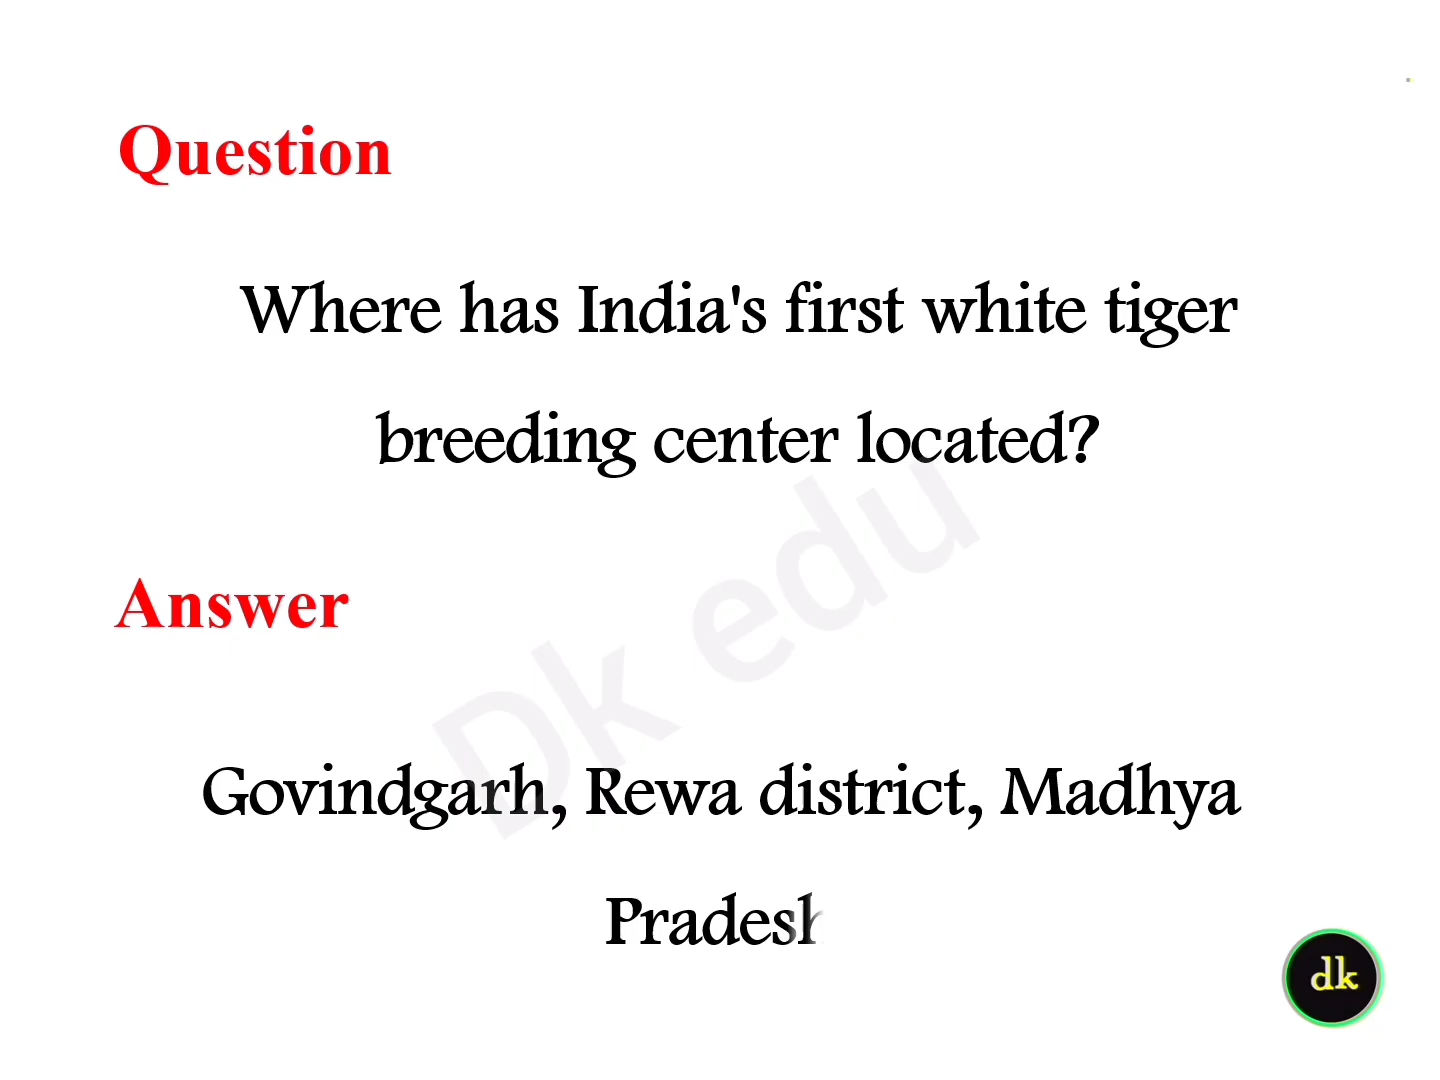 Question
Where has India's first white tiger
breeding center located?
Dk edu
Answer
Govindgarh, Rewa district, Madhya
Pradesh
dk